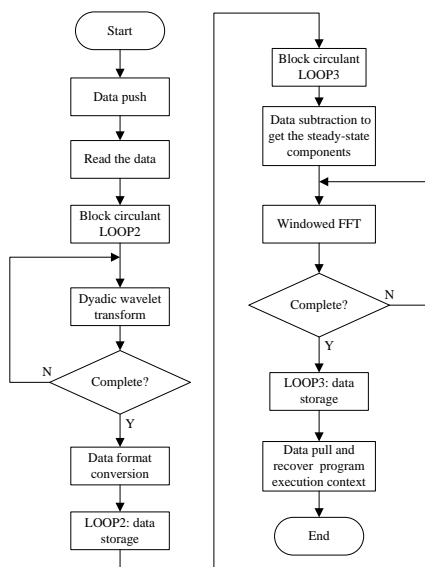 Start
Data push
Read the data
Block circulant
LOOP2
Dyadic wavelet
transform
Complete?
N
Y
Data format
conversion
LOOP2: data
storage
Block circulant
LOOP3
Data subtraction to
get the steady-state
components
Windowed FFT
Complete?
N
Y
LOOP3: data
storage
Data pull and
recover program
execution context
End